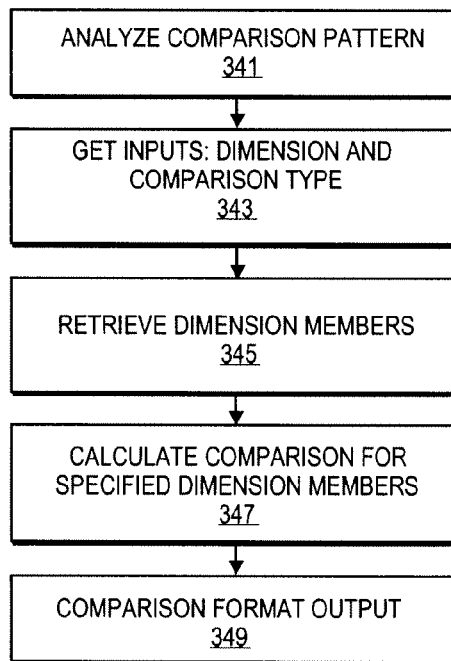 ANALYZE COMPARISON PATTERN
341
GET INPUTS: DIMENSION AND
COMPARISON TYPE
343
RETRIEVE DIMENSION MEMBERS
345
CALCULATE COMPARISON FOR
SPECIFIED DIMENSION MEMBERS
347
COMPARISON FORMAT OUTPUT
349